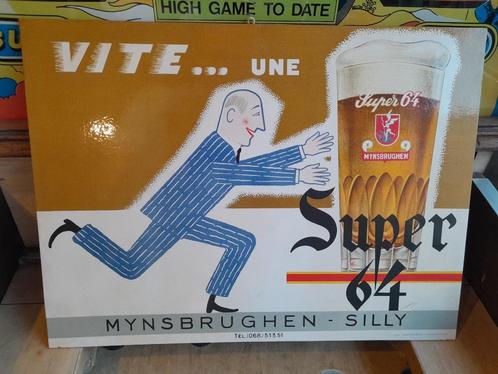 HIGH GAME TO DATE
VITE... UNE
Super 64
MYNSBRUGHEN
Super
64
MYNSBRUGHEN - SILLY
TEL. (068) 513.51